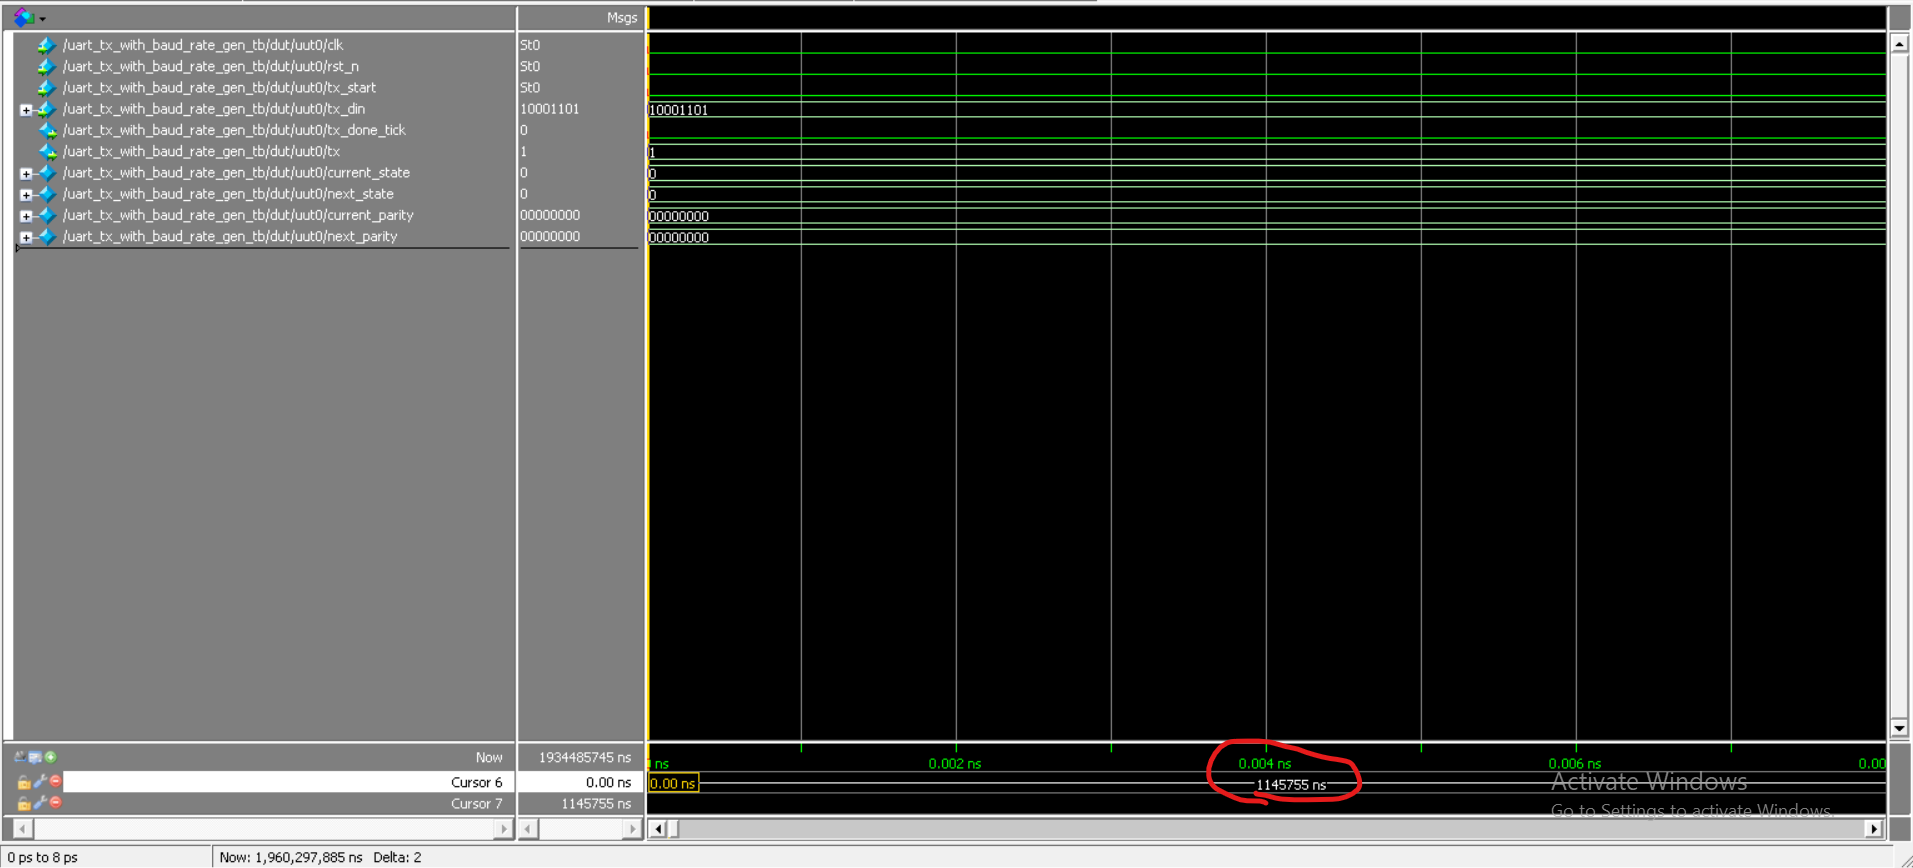 Msgs
/uart_tx_with_baud_rate_gen_tb/dut/uut0/clk St0
/uart_tx_with_baud_rate_gen_tb/dut/uut0/rst_n St0
/uart_tx_with_baud_rate_gen_tb/dut/uut0/tx_start St0
/uart_tx_with_baud_rate_gen_tb/dut/uut0/tx_din 10001101 10001101
/uart_tx_with_baud_rate_gen_tb/dut/uut0/tx_done_tick 0
/uart_tx_with_baud_rate_gen_tb/dut/uut0/tx 1 1
/uart_tx_with_baud_rate_gen_tb/dut/uut0/current_state 0 0
/uart_tx_with_baud_rate_gen_tb/dut/uut0/next_state 0 0
/uart_tx_with_baud_rate_gen_tb/dut/uut0/current_parity 00000000 00000000
/uart_tx_with_baud_rate_gen_tb/dut/uut0/next_parity 00000000 00000000
Now 1934485745 ns ns 0.002 ns 0.004 ns 0.006 ns 0.00
Cursor 6 0.00 ns 0.00 ns 1145755 ns
Cursor 7 1145755 ns
Activate Windows
Go to Settings to activate Windows.
0 ps to 8 ps Now: 1,960,297,885 ns Delta: 2